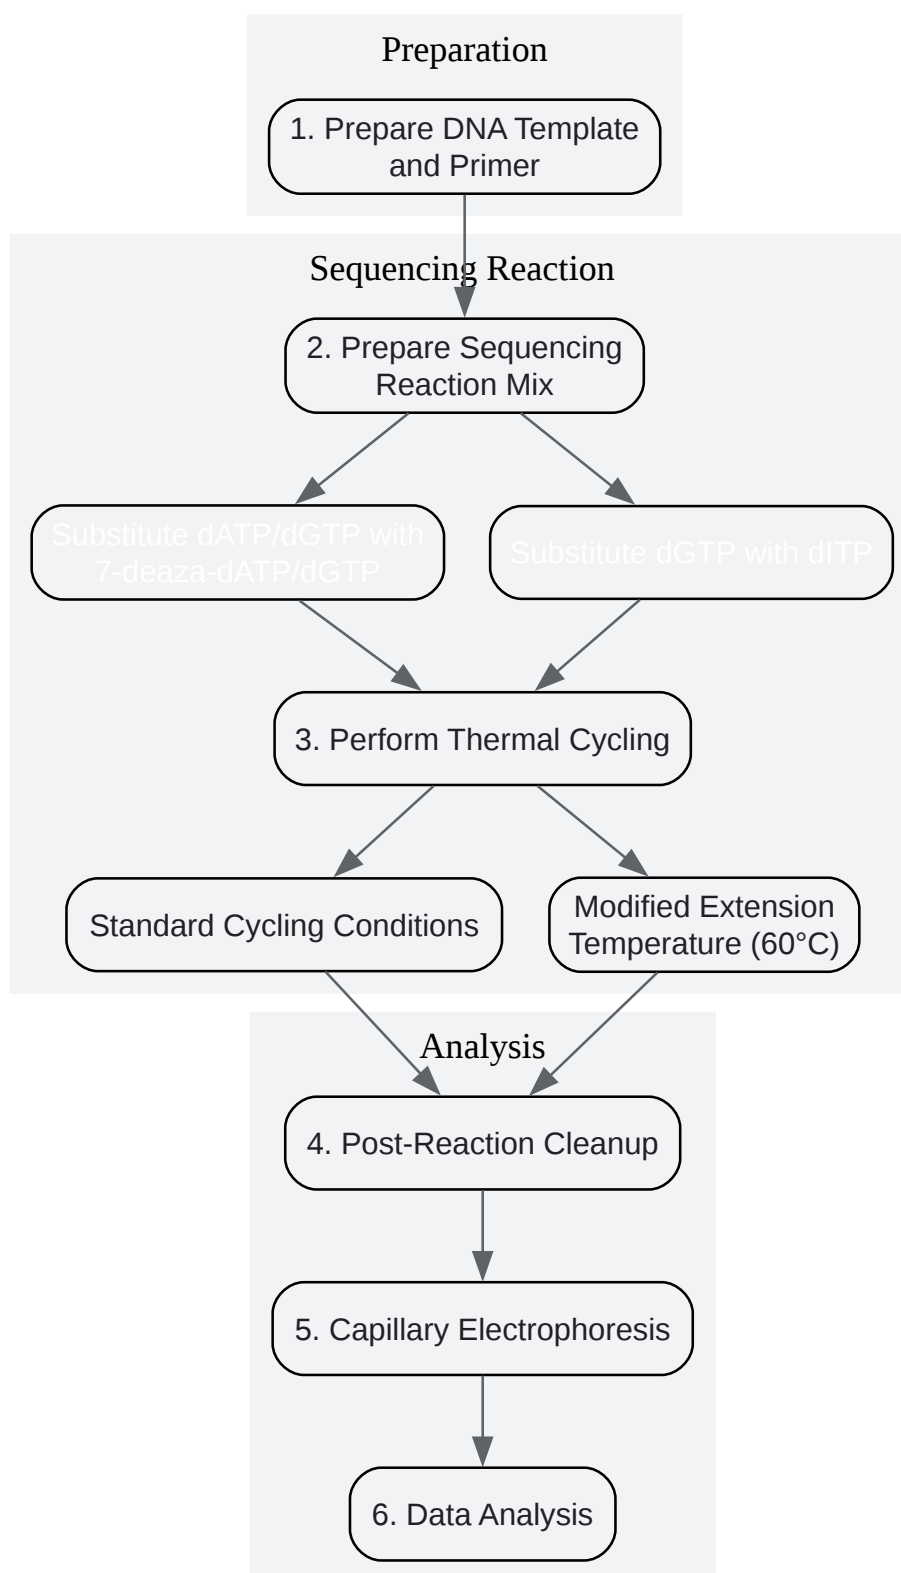 Preparation
1. Prepare DNA Template
and Primer
Sequencing Reaction
2. Prepare Sequencing
Reaction Mix
Substitute dATP/dGTP with
7-deaza-dATP/dGTP
Substitute dGTP with dITP
3. Perform Thermal Cycling
Standard Cycling Conditions
Modified Extension
Temperature (60°C)
Analysis
4. Post-Reaction Cleanup
5. Capillary Electrophoresis
6. Data Analysis